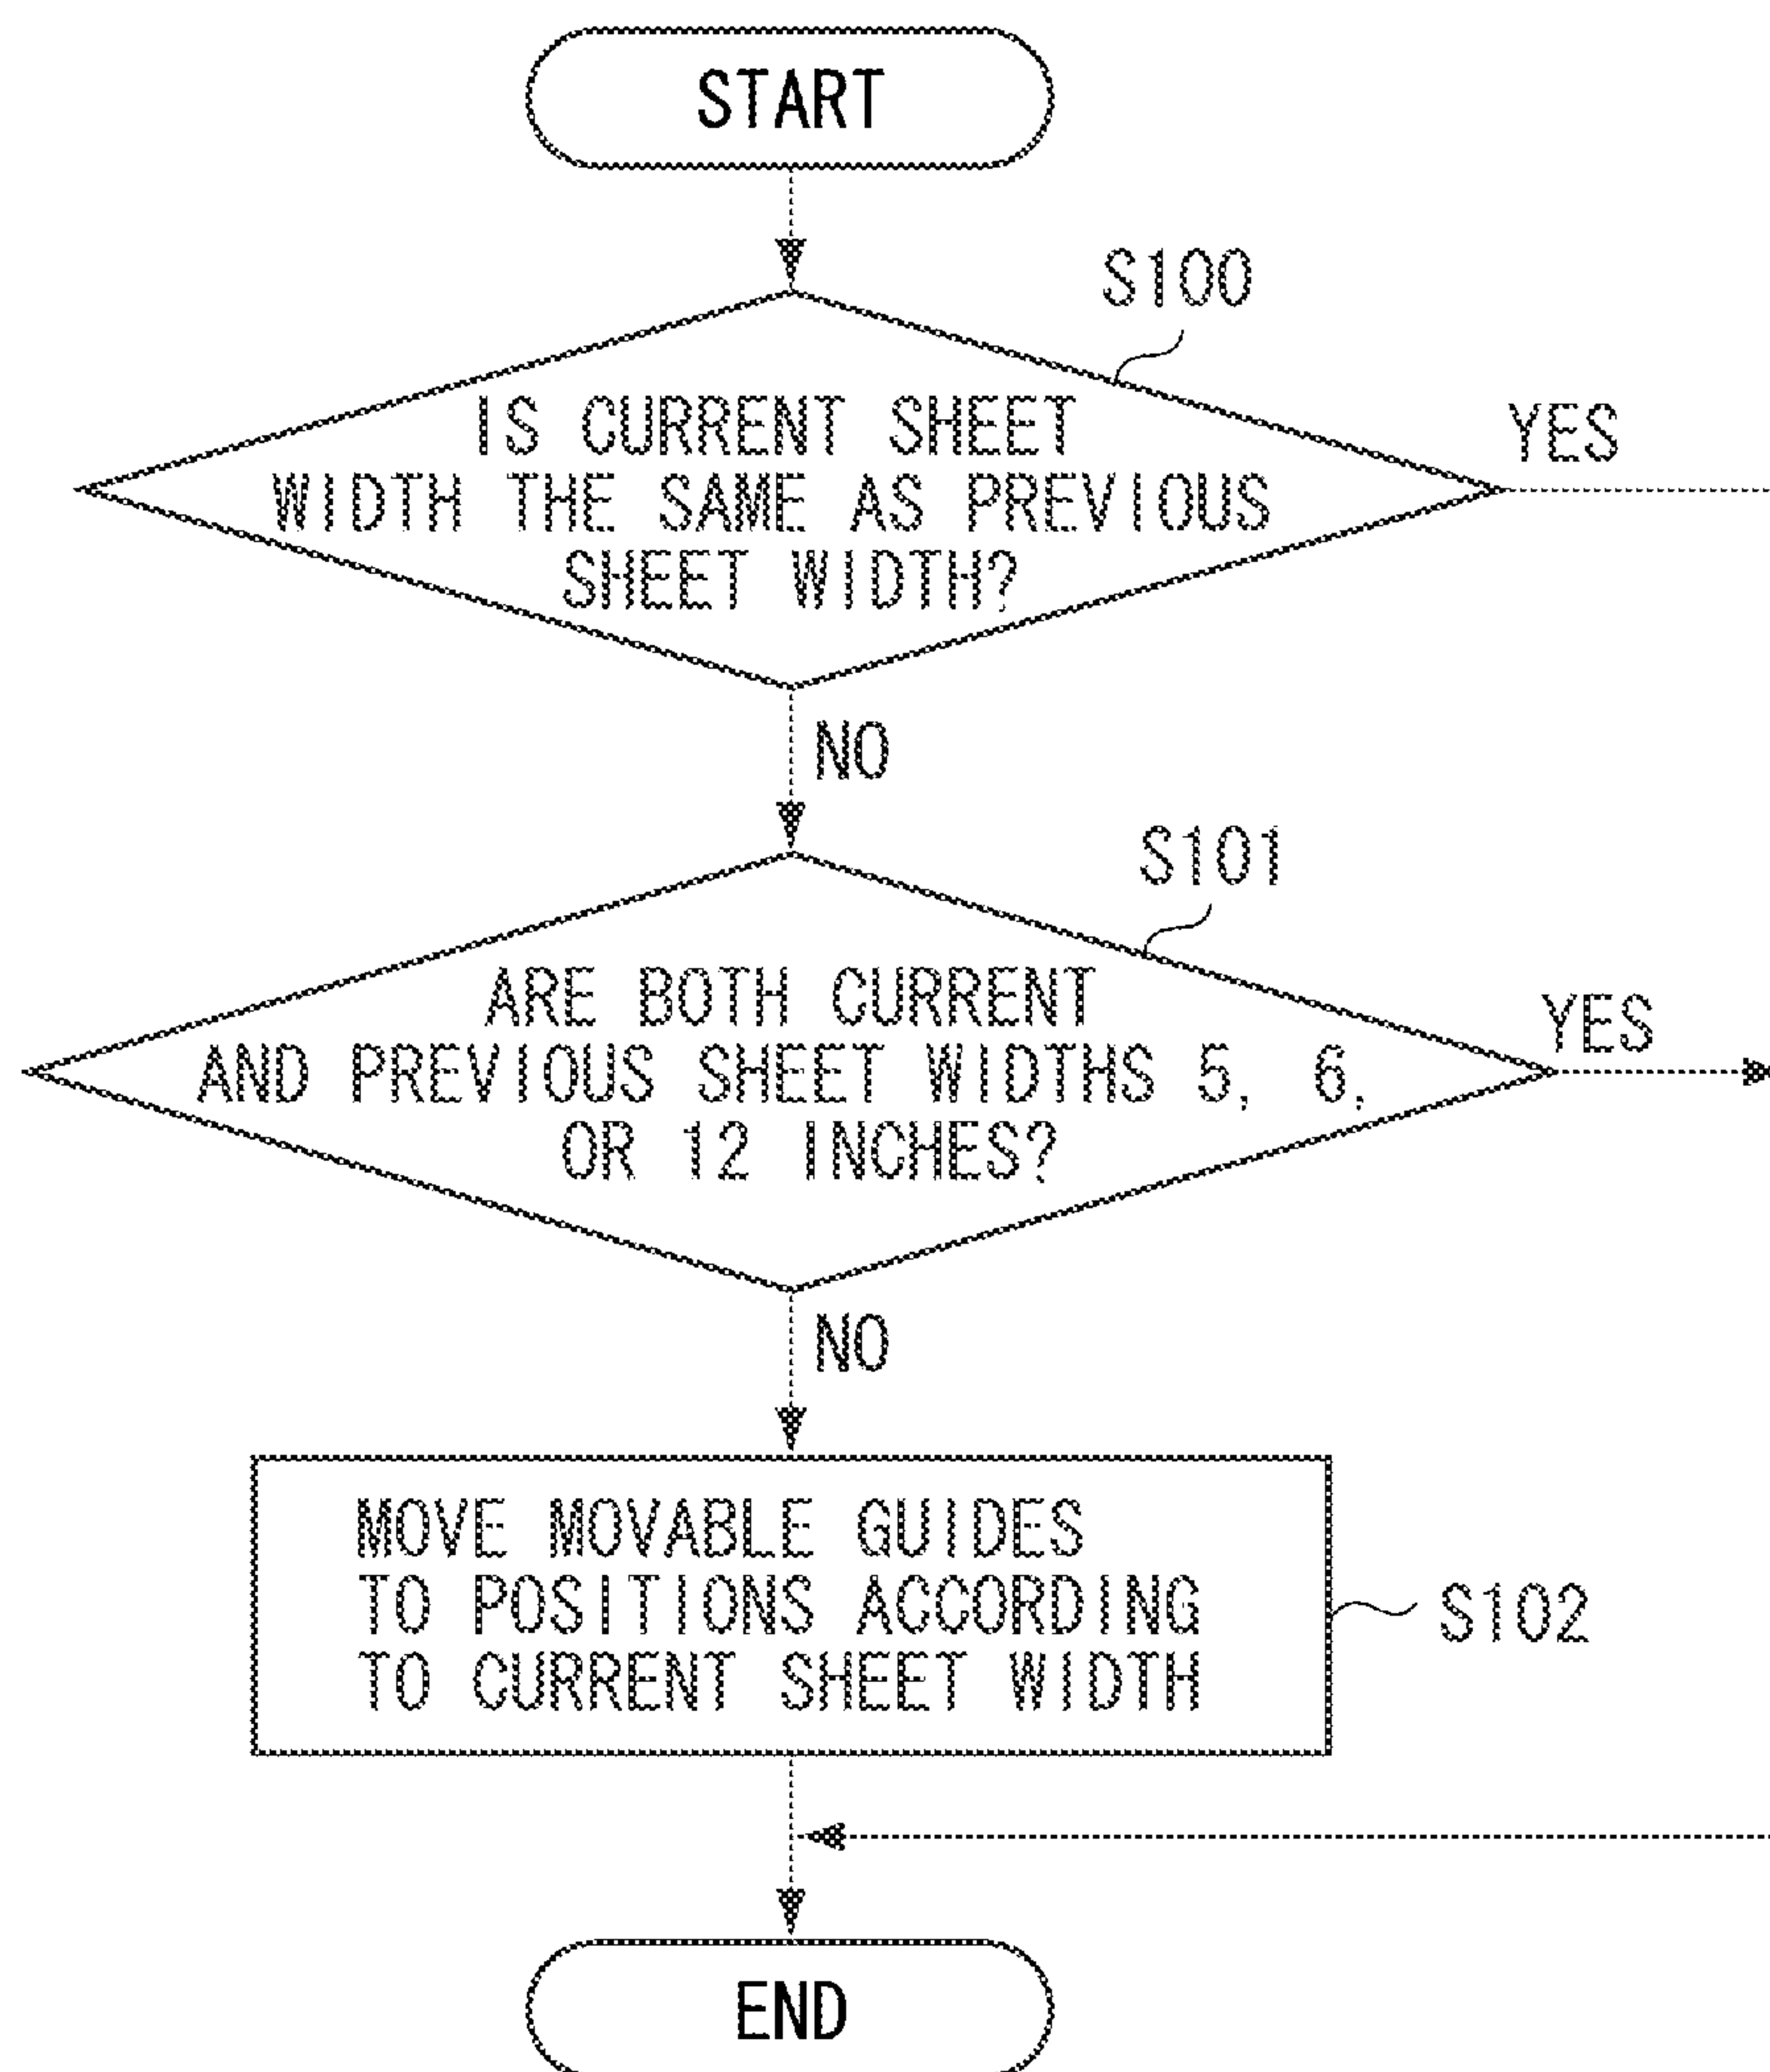 START
S100
IS CURRENT SHEET
WIDTH THE SAME AS PREVIOUS
SHEET WIDTH?
YES
NO
S101
ARE BOTH CURRENT
AND PREVIOUS SHEET WIDTHS 5, 6,
OR 12 INCHES?
YES
NO
MOVE MOVABLE GUIDES
TO POSITIONS ACCORDING
TO CURRENT SHEET WIDTH
S102
END